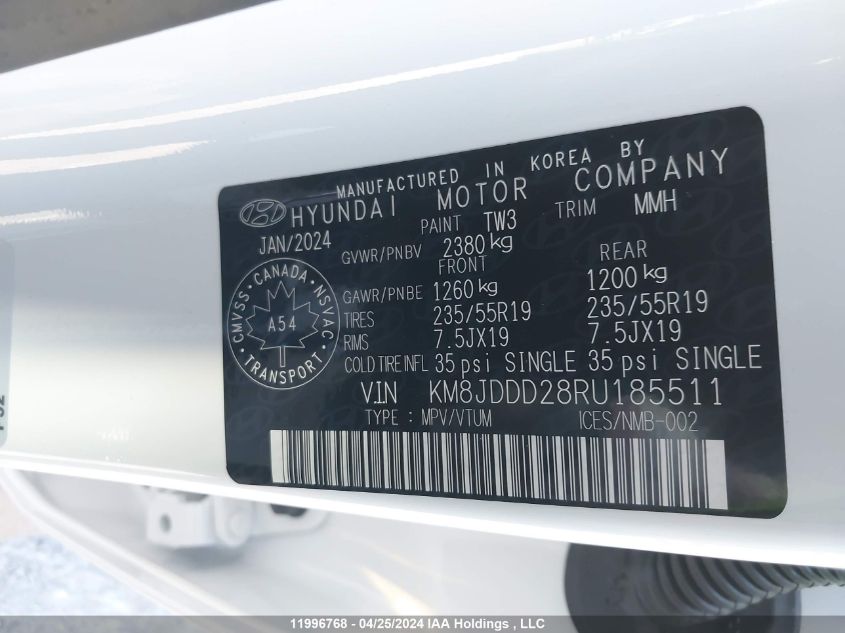 MANUFACTURED IN KOREA BY
HYUNDAI MOTOR COMPANY
JAN/2024 PAINT TW3 TRIM MMH
GVWR/PNBV 2380 kg
FRONT REAR
GAWR/PNBE 1260 kg 1200 kg
TIRES 235/55R19 235/55R19
RIMS 7.5JX19 7.5JX19
COLD TIRE INFL 35 psi SINGLE 35 psi SINGLE
CMVSS · CANADA · NSVAC
A54
· TRANSPORT ·
V.I.N KM8JDDD28RU185511
TYPE : MPV/VTUM ICES/NMB-002
11996768 - 04/25/2024 IAA Holdings , LLC